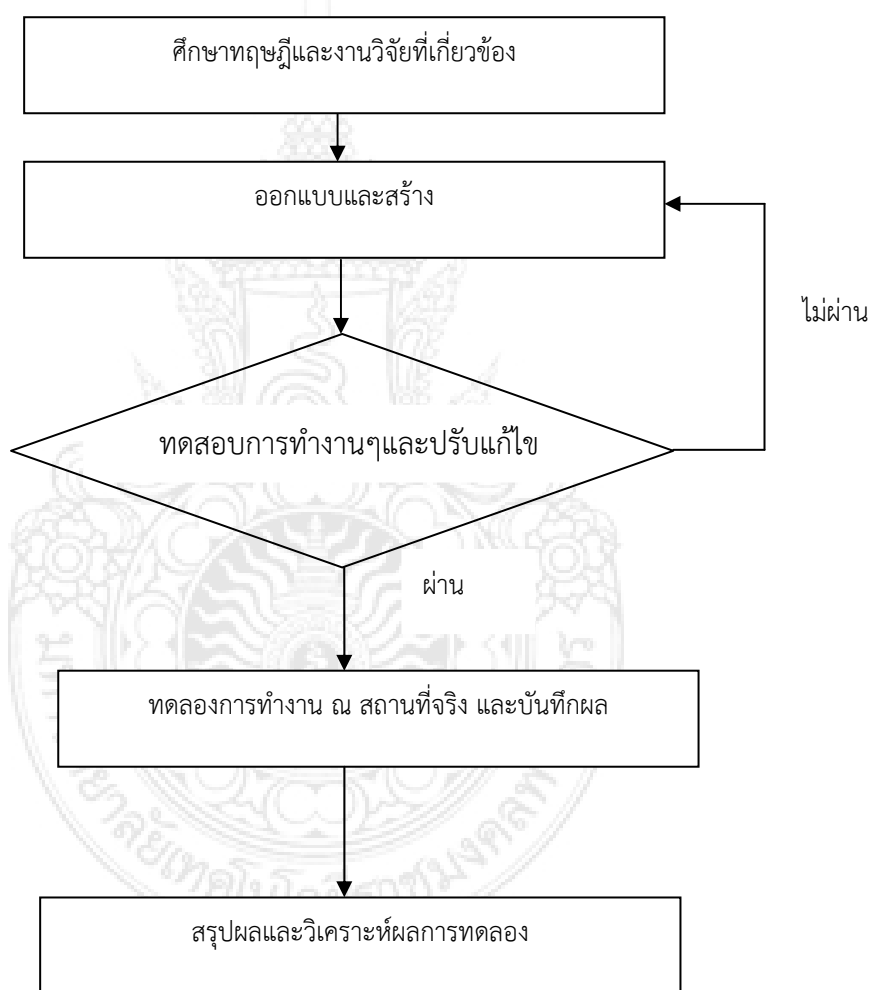 ศึกษาทฤษฎีและงานวิจัยที่เกี่ยวข้อง
ออกแบบและสร้าง
ไม่ผ่าน
ทดสอบการทำงานๆและปรับแก้ไข
ผ่าน
ทดลองการทำงาน ณ สถานที่จริง และบันทึกผล
สรุปผลและวิเคราะห์ผลการทดลอง